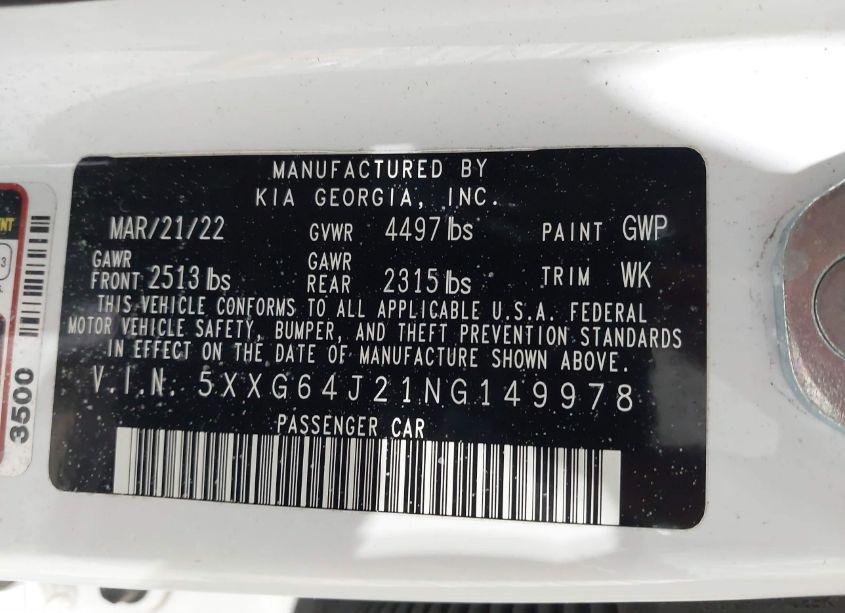 MANUFACTURED BY
KIA GEORGIA, INC.
MAR/21/22 GVWR 4497 lbs PAINT GWP
GAWR FRONT 2513 lbs GAWR REAR 2315 lbs TRIM WK
THIS VEHICLE CONFORMS TO ALL APPLICABLE U.S.A. FEDERAL
MOTOR VEHICLE SAFETY, BUMPER, AND THEFT PREVENTION STANDARDS
IN EFFECT ON THE DATE OF MANUFACTURE SHOWN ABOVE.
V.I.N. 5XXG64J21NG149978
PASSENGER CAR
3500